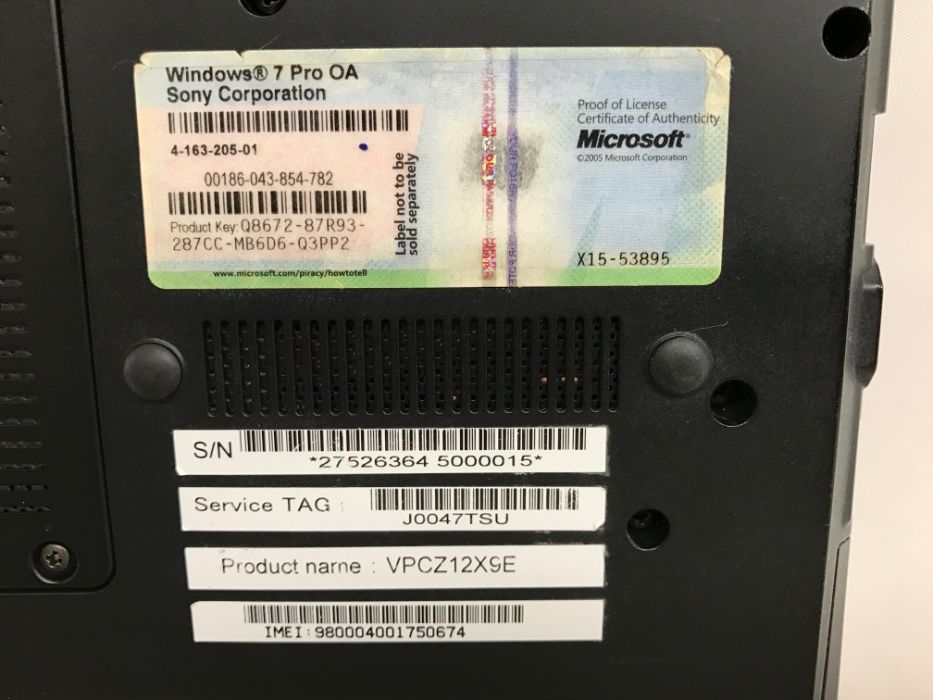 Windows® 7 Pro OA
Sony Corporation
4-163-205-01
00186-043-854-782
Product Key: Q8672-87R93-
287CC-MB6D6-Q3PP2
www.microsoft.com/piracy/howtotell
Label not to be
sold separately
Proof of License
Certificate of Authenticity
Microsoft®
©2005 Microsoft Corporation
X15-53895
S/N
*27526364 5000015*
Service TAG :
J0047TSU
Product name : VPCZ12X9E
IMEI:980004001750674